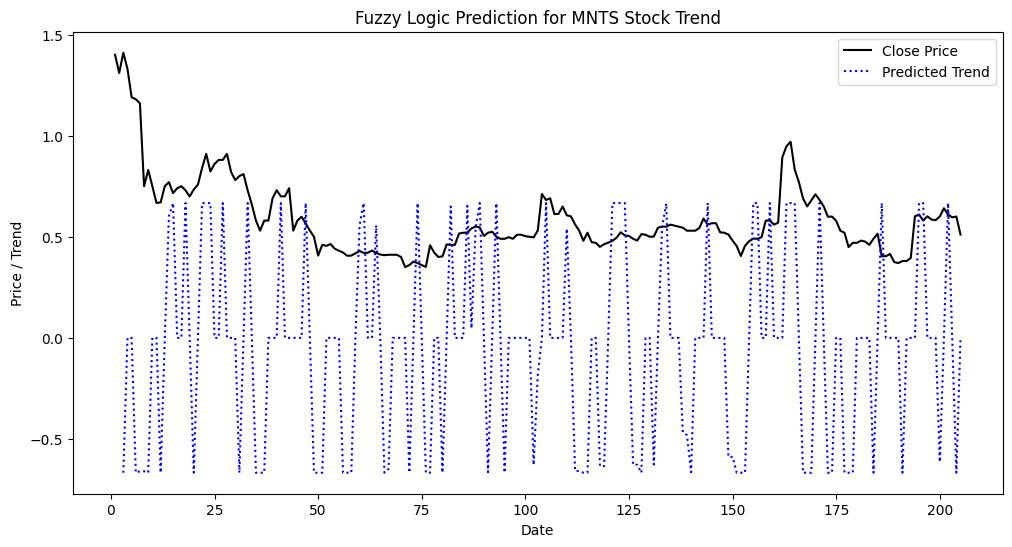 Fuzzy Logic Prediction for MNTS Stock Trend
Close Price
Predicted Trend
Price / Trend
1.5
1.0
0.5
0.0
−0.5
0
25
50
75
100
125
150
175
200
Date